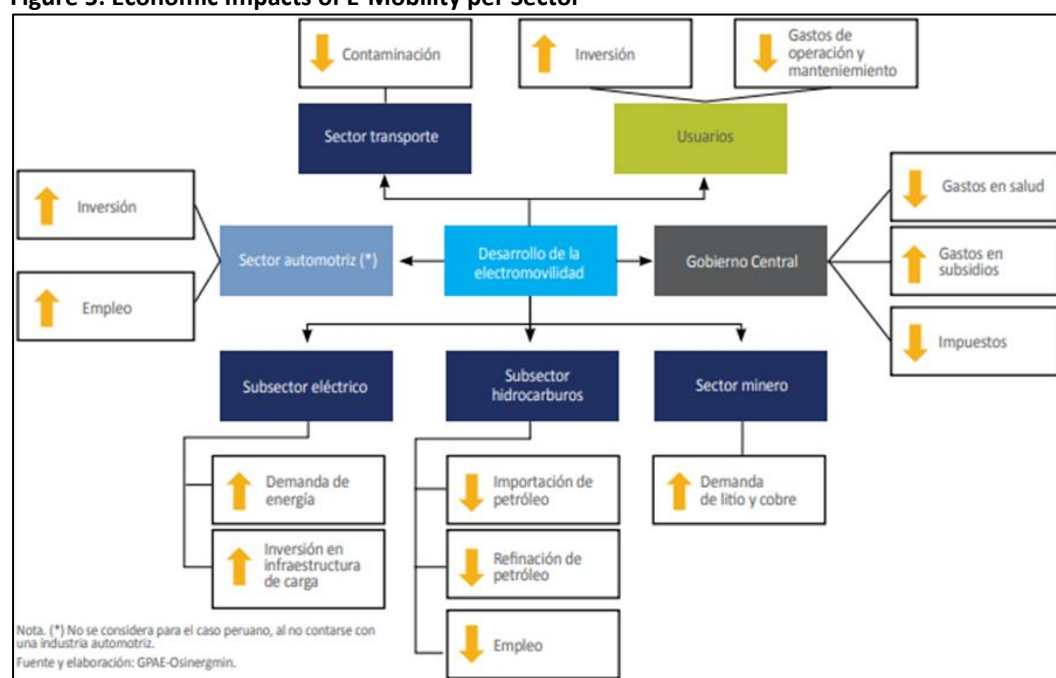 Figure 5: Economic Impacts of E-Mobility per Sector
Contaminación
Inversión
Gastos de
operación y
manteniemiento
Sector transporte
Usuarios
Inversión
Empleo
Sector automotriz (*)
Desarrollo de la
electromovilidad
Gobierno Central
Gastos en salud
Gastos en
subsidios
Impuestos
Subsector eléctrico
Subsector
hidrocarburos
Sector minero
Demanda de
energía
Inversión en
infraestructura
de carga
Importación de
petróleo
Refinación de
petróleo
Empleo
Demanda
de litio y cobre
Nota. (*) No se considera para el caso peruano, al no contarse con
una industria automotriz.
Fuente y elaboración: GPAE-Osinergmin.